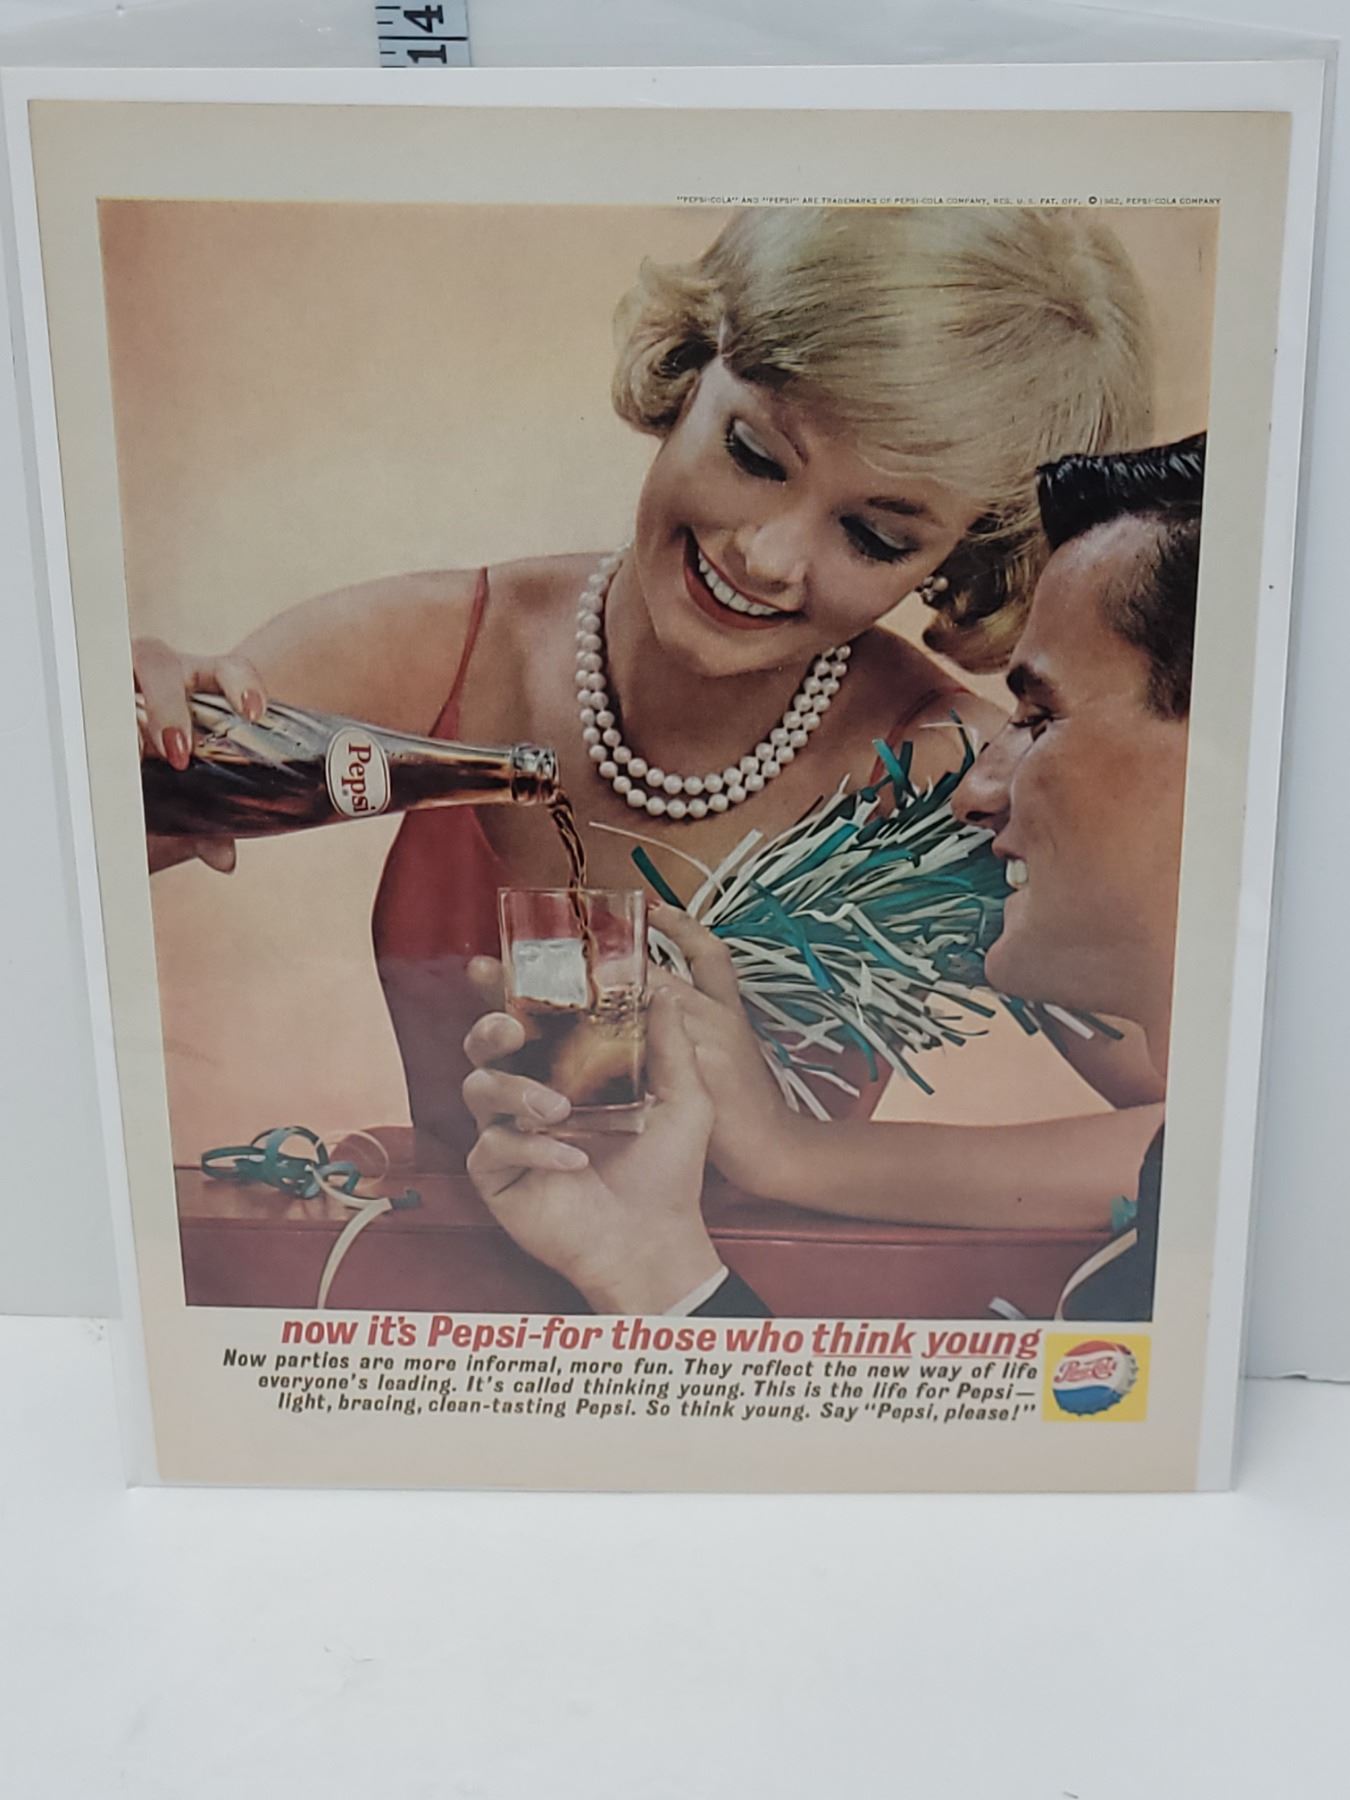 14
"PEPSI-COLA" AND "PEPSI" ARE TRADEMARKS OF PEPSI-COLA COMPANY, REG. U. S. PAT. OFF. © 1962, PEPSI-COLA COMPANY
Pepsi
now it's Pepsi-for those who think young
Now parties are more informal, more fun. They reflect the new way of life
everyone's leading. It's called thinking young. This is the life for Pepsi—
light, bracing, clean-tasting Pepsi. So think young. Say "Pepsi, please!"
Pepsi-Cola